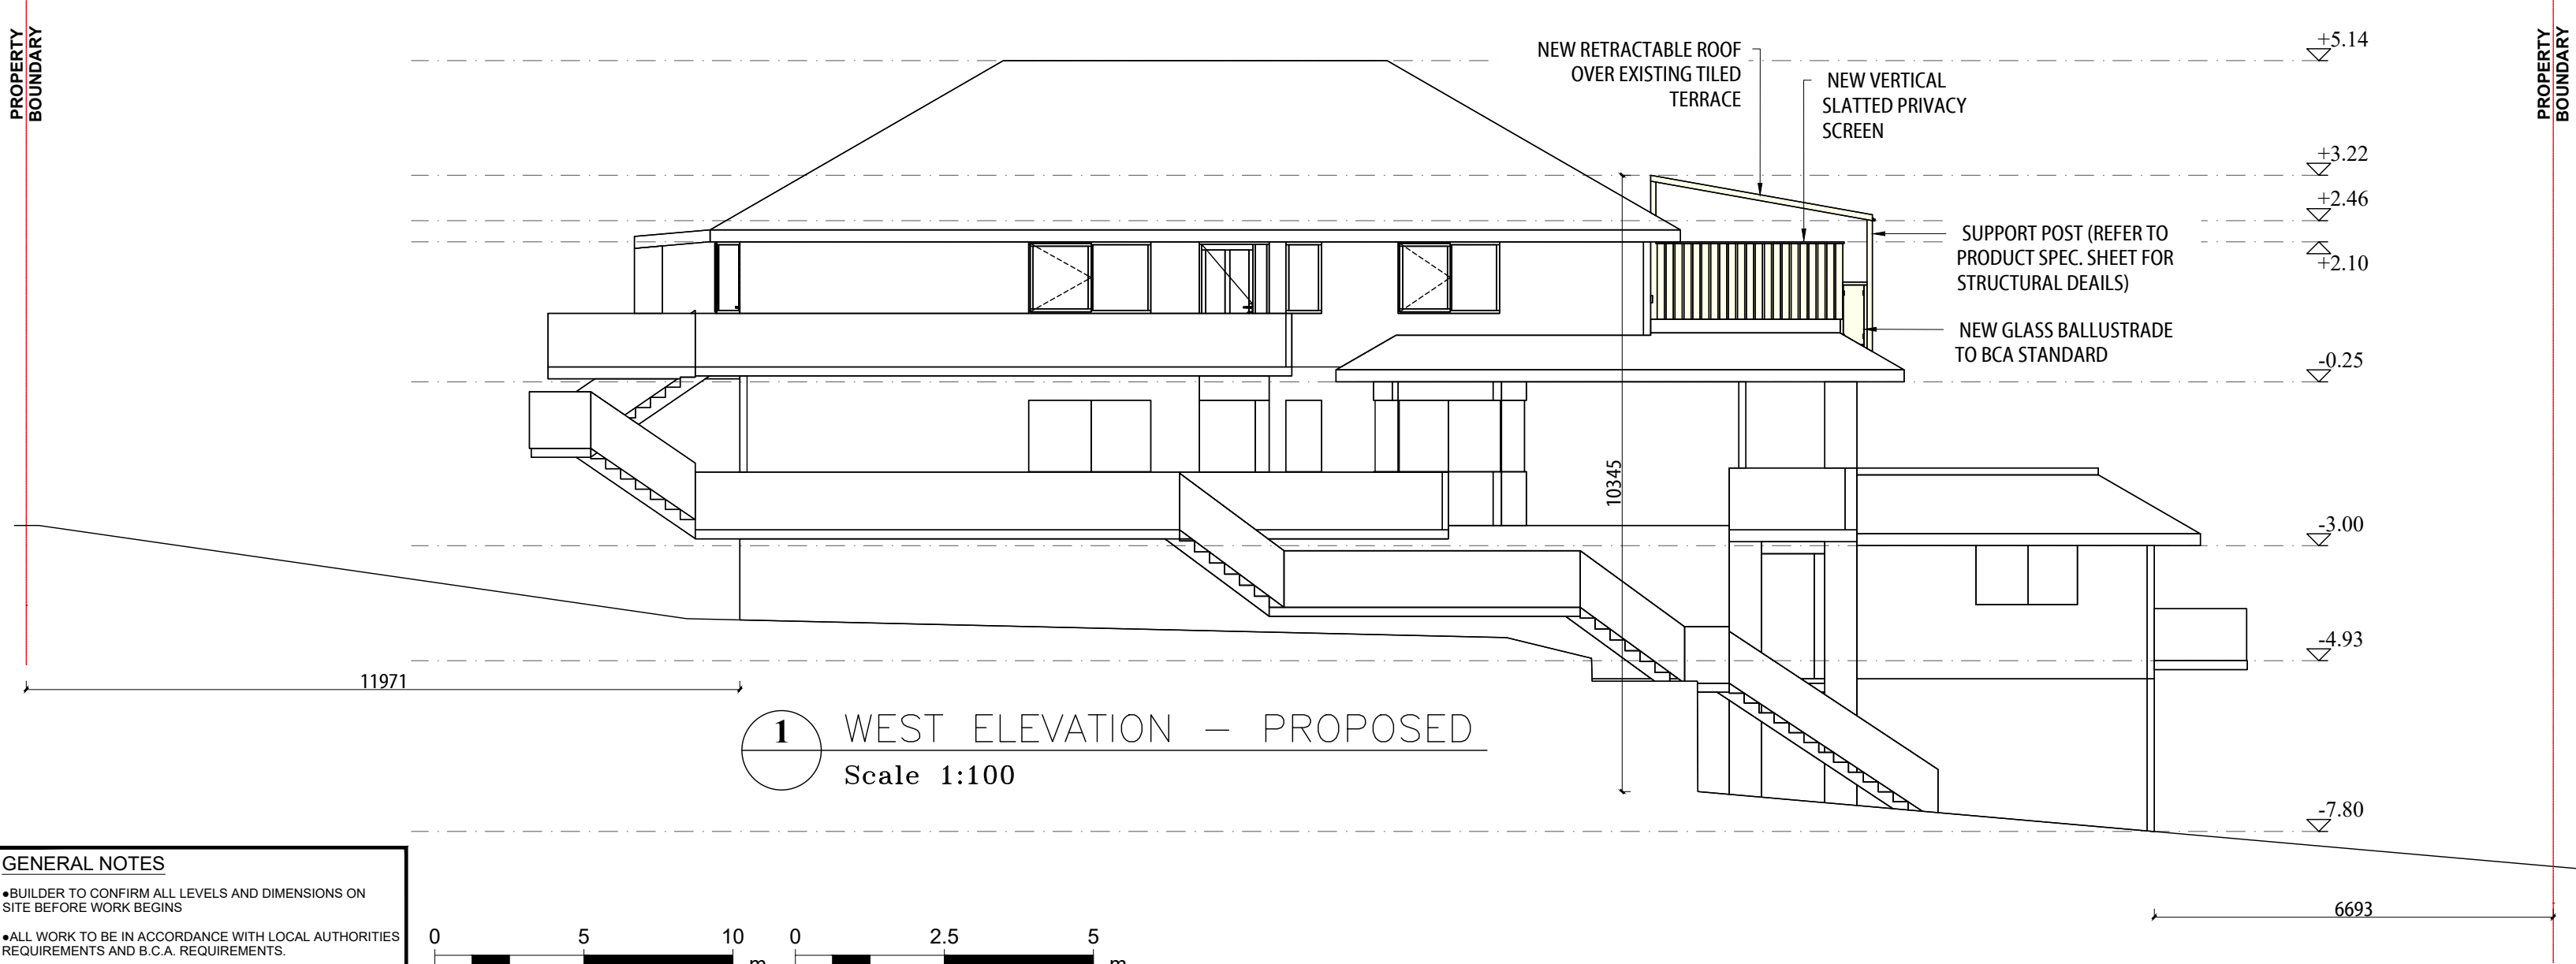 PROPERTY
BOUNDARY
NEW RETRACTABLE ROOF
OVER EXISTING TILED
TERRACE
NEW VERTICAL
SLATTED PRIVACY
SCREEN
PROPERTY
BOUNDARY
+5.14
+3.22
+2.46
+2.10
SUPPORT POST (REFER TO
PRODUCT SPEC. SHEET FOR
STRUCTURAL DEAILS)
NEW GLASS BALLUSTRADE
TO BCA STANDARD
-0.25
10345
-3.00
-4.93
11971
1
WEST ELEVATION – PROPOSED
Scale 1:100
-7.80
6693
GENERAL NOTES
●BUILDER TO CONFIRM ALL LEVELS AND DIMENSIONS ON
SITE BEFORE WORK BEGINS
●ALL WORK TO BE IN ACCORDANCE WITH LOCAL AUTHORITIES
REQUIREMENTS AND B.C.A. REQUIREMENTS.
0 5 10
m
0 2.5 5
m